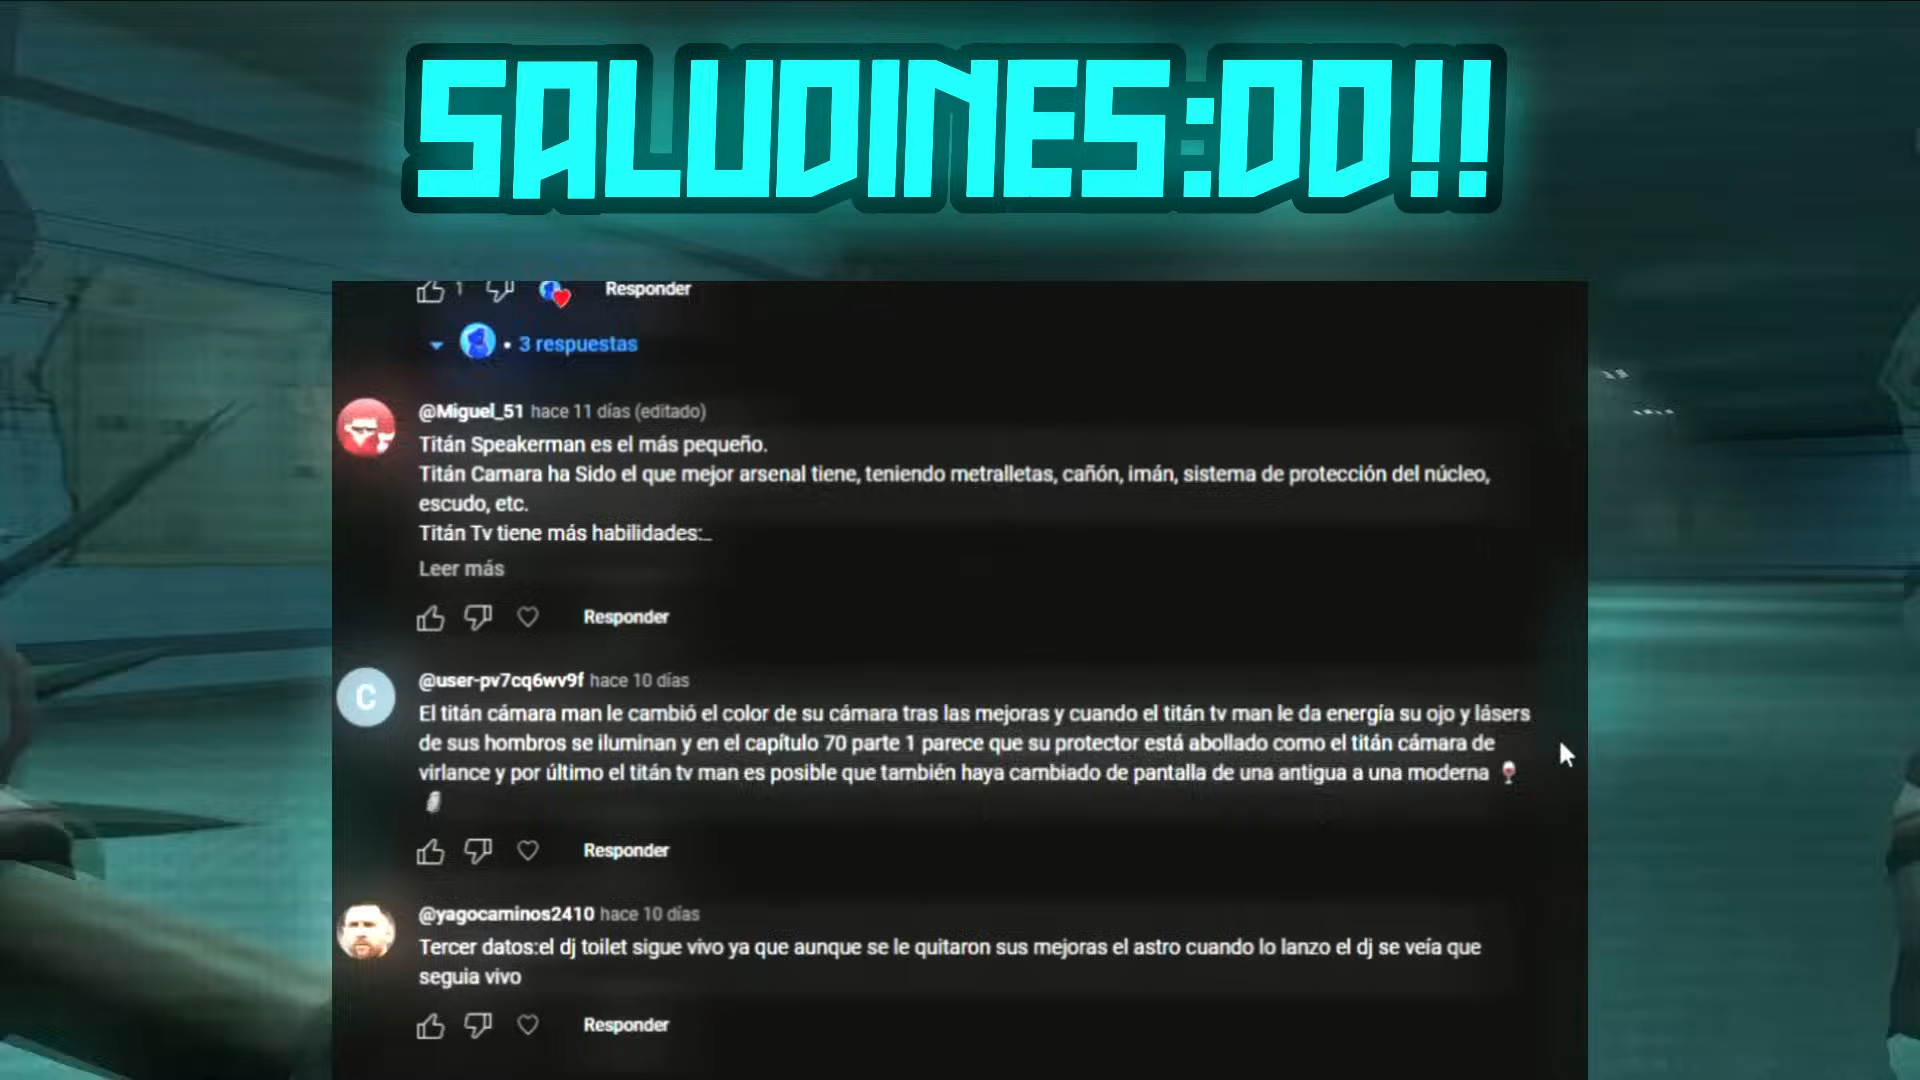 SALUDINES:DD!!
1 Responder
• 3 respuestas
@Miguel_51 hace 11 días (editado)
Titán Speakerman es el más pequeño.
Titán Camara ha Sido el que mejor arsenal tiene, teniendo metralletas, cañón, imán, sistema de protección del núcleo,
escudo, etc.
Titán Tv tiene más habilidades:_
Leer más
Responder
C
@user-pv7cq6wv9f hace 10 días
El titán cámara man le cambió el color de su cámara tras las mejoras y cuando el titán tv man le da energía su ojo y lásers
de sus hombros se iluminan y en el capítulo 70 parte 1 parece que su protector está abollado como el titán cámara de
virlance y por último el titán tv man es posible que también haya cambiado de pantalla de una antigua a una moderna 🍷
🗿
Responder
@yagocaminos2410 hace 10 días
Tercer datos:el dj toilet sigue vivo ya que aunque se le quitaron sus mejoras el astro cuando lo lanzo el dj se veía que
seguia vivo
Responder